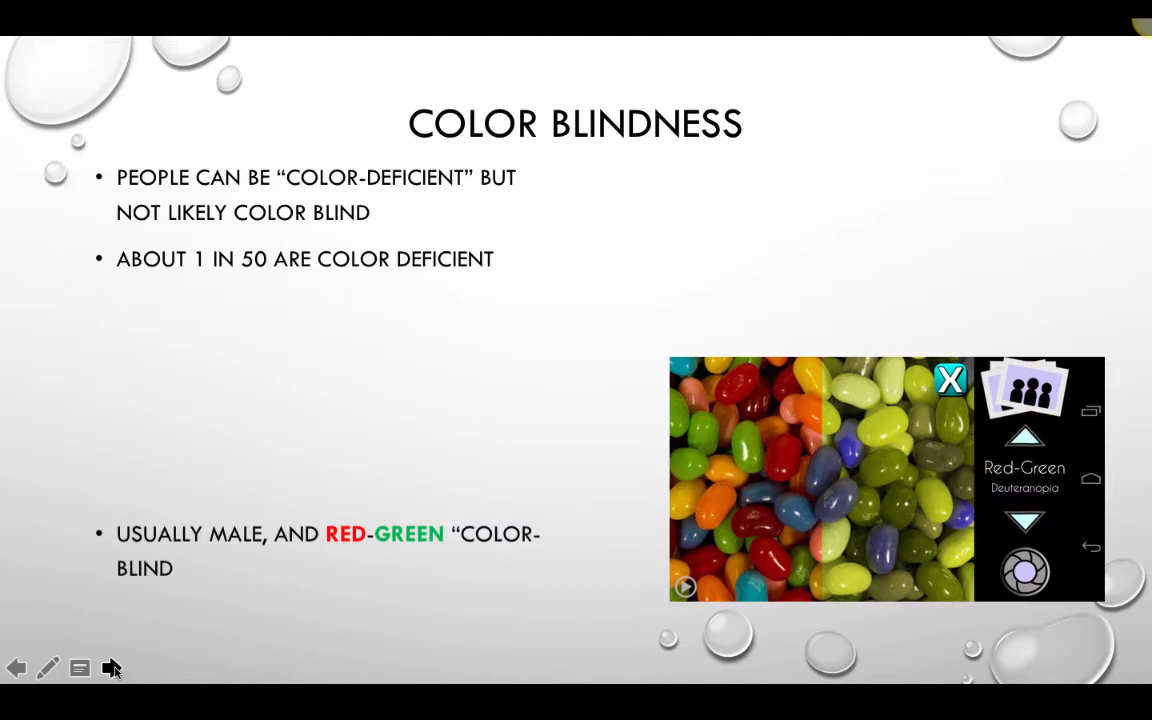 COLOR BLINDNESS
• PEOPLE CAN BE “COLOR-DEFICIENT” BUT
NOT LIKELY COLOR BLIND
• ABOUT 1 IN 50 ARE COLOR DEFICIENT
• USUALLY MALE, AND RED-GREEN “COLOR-
BLIND
X
Red-Green
Deuteranopia